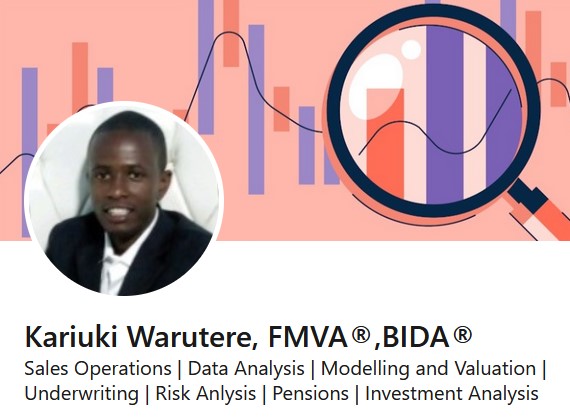 Kariuki Warutere, FMVA®,BIDA®
Sales Operations | Data Analysis | Modelling and Valuation |
Underwriting | Risk Anlysis | Pensions | Investment Analysis